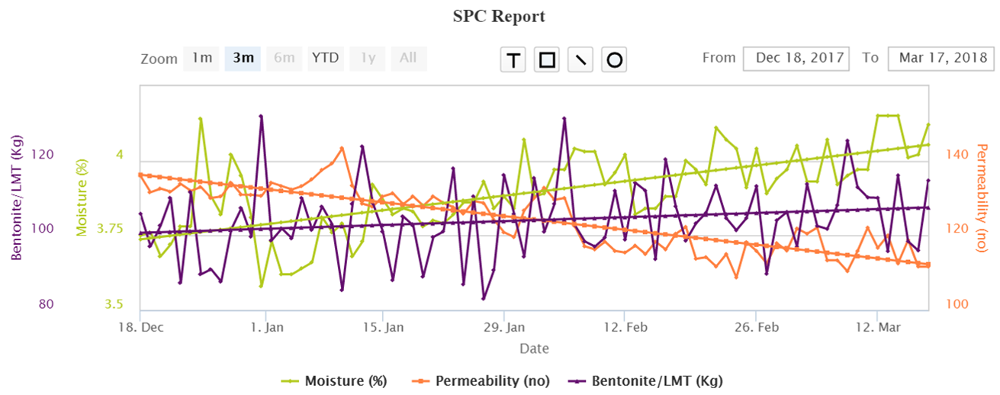 SPC Report
Zoom 1m 3m 6m YTD 1y All T From Dec 18, 2017 To Mar 17, 2018
Bentonite/LMT (Kg)
120
100
80
Moisture (%)
4
3.75
3.5
140
120
100
Permeability (no)
18. Dec 1. Jan 15. Jan 29. Jan 12. Feb 26. Feb 12. Mar
Date
Moisture (%) Permeability (no) Bentonite/LMT (Kg)